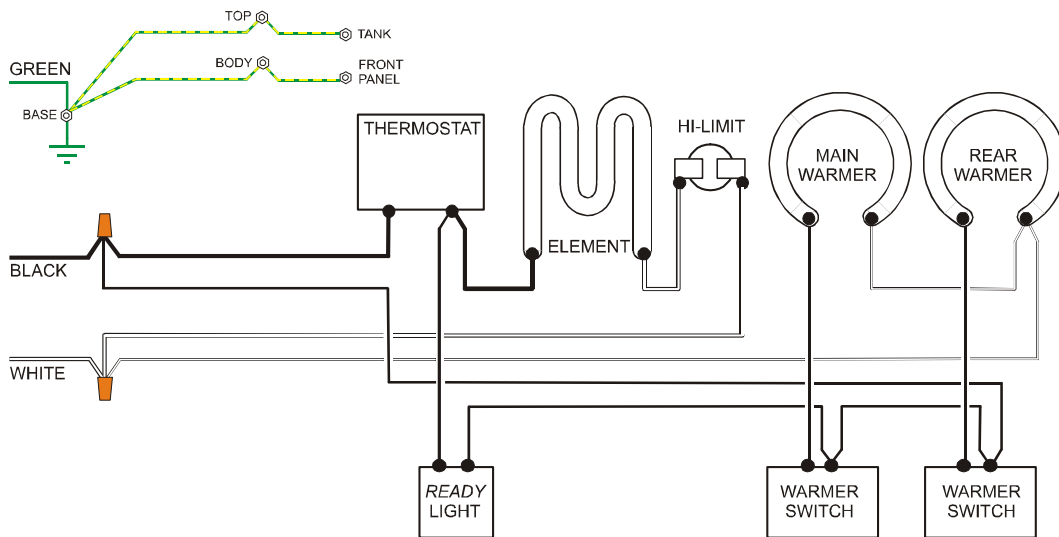 TOP
TANK
GREEN
BODY
FRONT
PANEL
BASE
THERMOSTAT
HI-LIMIT
MAIN
WARMER
REAR
WARMER
ELEMENT
BLACK
WHITE
READY
LIGHT
WARMER
SWITCH
WARMER
SWITCH